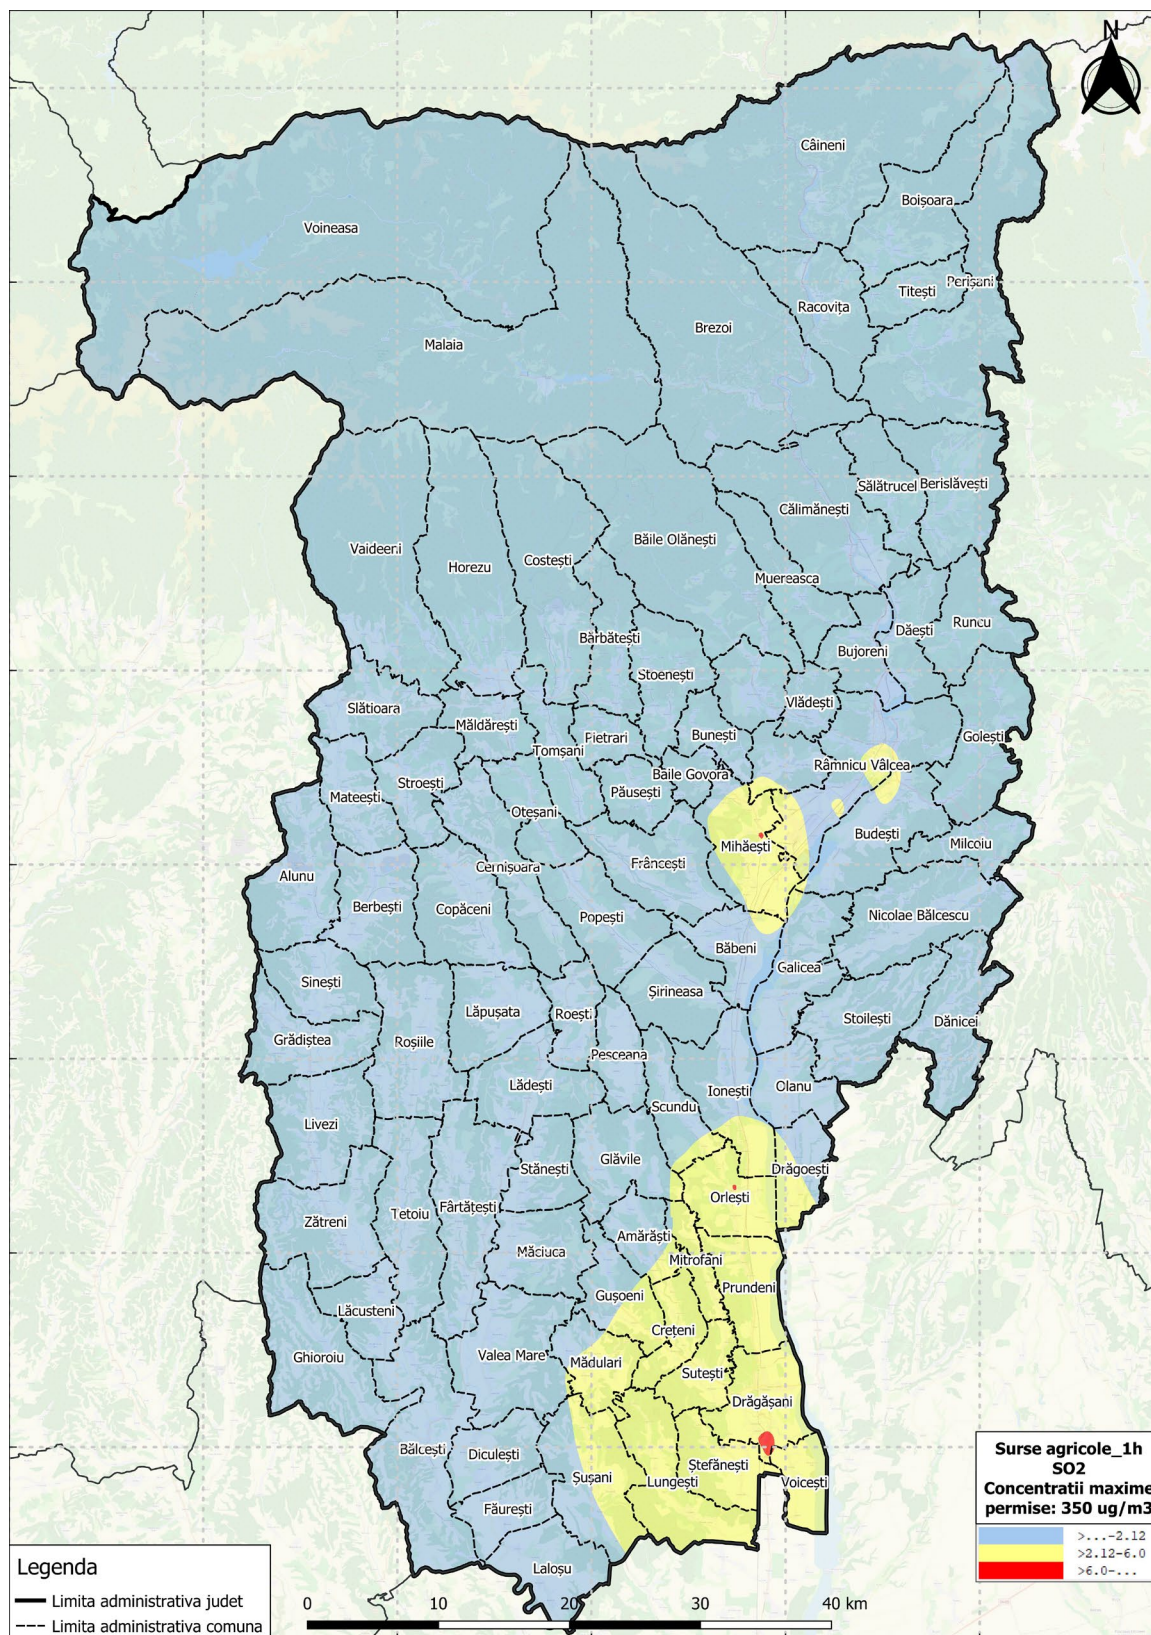 N
Câineni
Boișoara
Voineasa
Perișani
Titești
Racovița
Brezoi
Malaia
Sălătrucel
Berislăvești
Călimănești
Băile Olănești
Vaideeni
Costești
Horezu
Muereasca
Runcu
Dăești
Bărbătești
Bujoreni
Stoenești
Vlădești
Slătioara
Măldărești
Pietrari
Bunești
Golești
Tomșani
Râmnicu Vâlcea
Băile Govora
Stroești
Păusești
Mateești
Oteșani
Budești
Mihăești
Milcoiu
Frâncești
Cernișoara
Alunu
Berbești
Copăceni
Popești
Nicolae Bălcescu
Băbeni
Galicea
Sinești
Șirineasa
Lăpușata
Roești
Stoilești
Dănicei
Grădiștea
Roșiile
Pesceana
Lădești
Ionești
Olanu
Scundu
Livezi
Glăvile
Stănești
Drăgoești
Orlești
Fârtățești
Tetoiu
Zătreni
Amărăști
Măciuca
Mitrofani
Prundeni
Gușoeni
Lăcusteni
Crețeni
Ghioroiu
Valea Mare
Mădulari
Sutești
Drăgășani
Bălcești
Diculești
Ștefănești
Șușani
Lungești
Voicești
Făurești
Laloșu
Surse agricole_1h
SO2
Concentratii maxime
permise: 350 ug/m3
>...-2.12
>2.12-6.0
>6.0-...
Legenda
Limita administrativa judet
Limita administrativa comuna
0 10 20 30 40 km